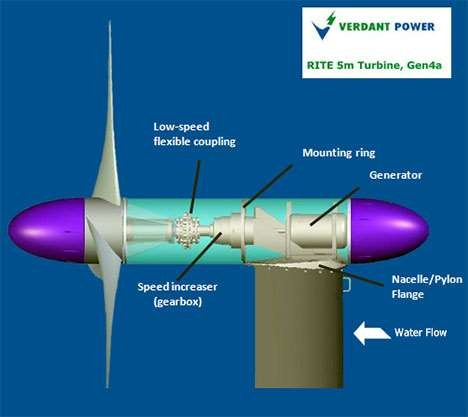 VERDANT POWER
RITE 5m Turbine, Gen4a
Low-speed
flexible coupling
Mounting ring
Generator
Speed increaser
(gearbox)
Nacelle/Pylon
Flange
Water Flow